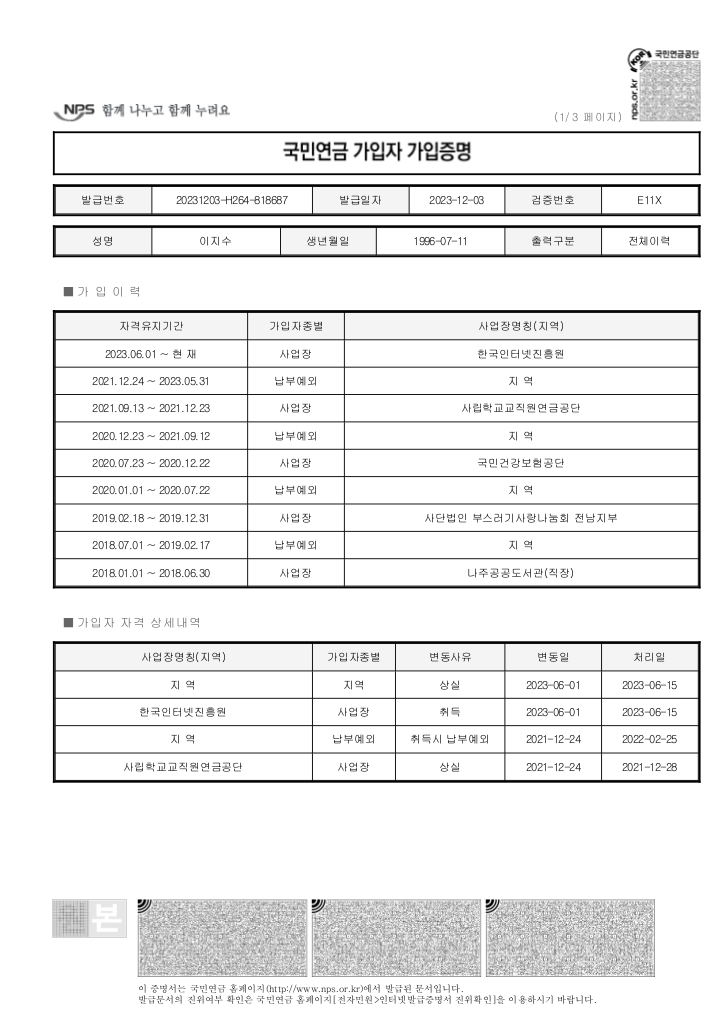 국민연금공단
KOR
nps.or.kr
NPS 함께 나누고 함께 누려요
(1/3 페이지)
국민연금 가입자 가입증명
발급번호 20231203-H264-818687 발급일자 2023-12-03 검증번호 E11X
성명 이지수 생년월일 1996-07-11 출력구분 전체이력
■ 가 입 이 력
자격유지기간 가입자종별 사업장명칭(지역)
2023.06.01 ~ 현 재 사업장 한국인터넷진흥원
2021.12.24 ~ 2023.05.31 납부예외 지 역
2021.09.13 ~ 2021.12.23 사업장 사립학교교직원연금공단
2020.12.23 ~ 2021.09.12 납부예외 지 역
2020.07.23 ~ 2020.12.22 사업장 국민건강보험공단
2020.01.01 ~ 2020.07.22 납부예외 지 역
2019.02.18 ~ 2019.12.31 사업장 사단법인 부스러기사랑나눔회 전남지부
2018.07.01 ~ 2019.02.17 납부예외 지 역
2018.01.01 ~ 2018.06.30 사업장 나주공공도서관(직장)
■ 가입자 자격 상세내역
사업장명칭(지역) 가입자종별 변동사유 변동일 처리일
지 역 지역 상실 2023-06-01 2023-06-15
한국인터넷진흥원 사업장 취득 2023-06-01 2023-06-15
지 역 납부예외 취득시 납부예외 2021-12-24 2022-02-25
사립학교교직원연금공단 사업장 상실 2021-12-24 2021-12-28
본
이 증명서는 국민연금 홈페이지(http://www.nps.or.kr)에서 발급된 문서입니다.
발급문서의 진위여부 확인은 국민연금 홈페이지[전자민원>인터넷발급증명서 진위확인]을 이용하시기 바랍니다.